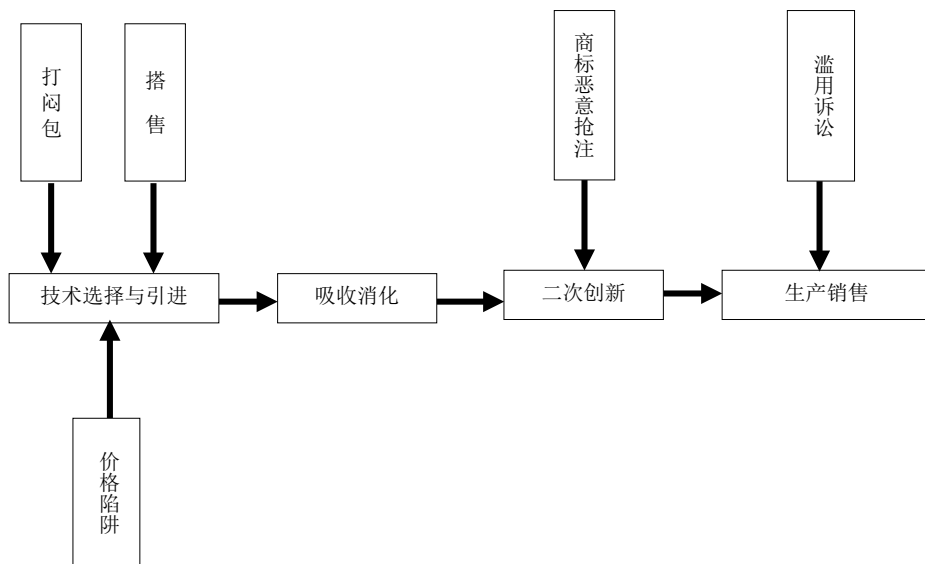 打闷包
搭售
商标恶意抢注
滥用诉讼
技术选择与引进
吸收消化
二次创新
生产销售
价格陷阱